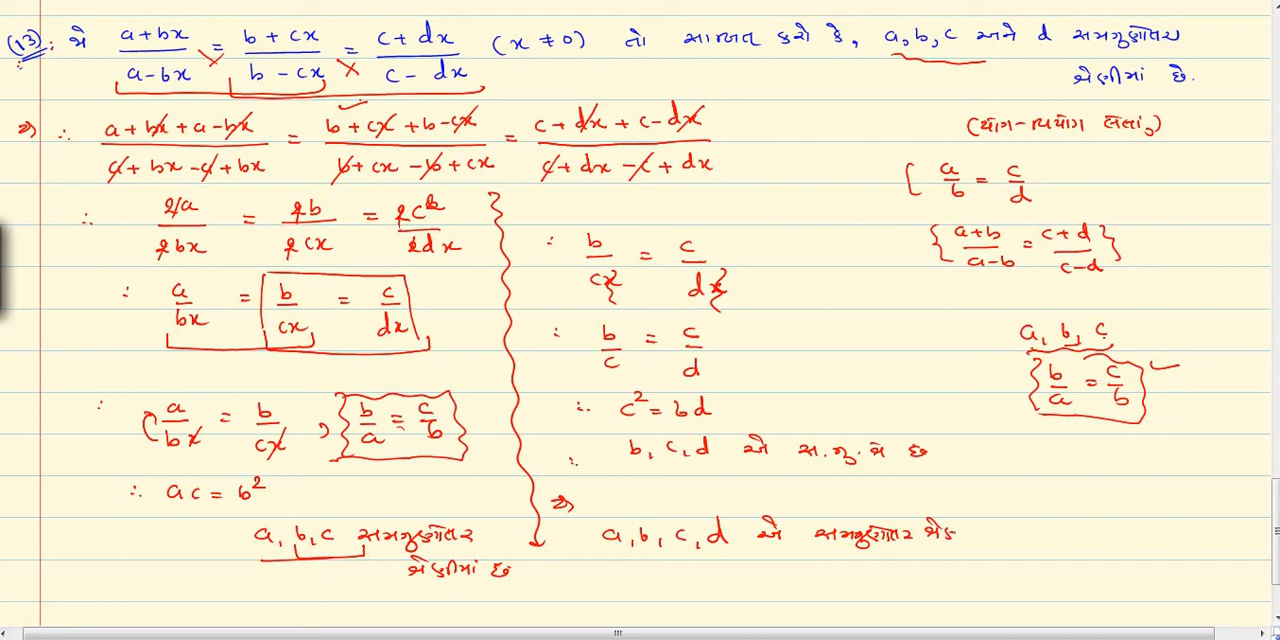 (13) : જો a+bx/a-bx = b+cx/b-cx = c+dx/c-dx (x ≠ 0) તો સાબિત કરો કે, a, b, c અને d સમગુણોત્તર
શ્રેણીમાં છે.
⇒ ∴ a+bx+a-bx/a+bx-a+bx = b+cx+b-cx/b+cx-b+cx = c+dx+c-dx/c+dx-c+dx (યોગ-વિયોગ લેતાં,)
[ a/b = c/d
{ a+b/a-b = c+d/c-d }
∴ 2a/2bx = 2b/2cx = 2c/2dx
∴ a/bx = b/cx = c/dx
∴ ( a/bx = b/cx , { b/a = c/b }
∴ ac = b²
a, b, c સમગુણોત્તર
શ્રેણીમાં છે
∴ b/cx = c/dx
∴ b/c = c/d
∴ c² = bd
∴ b, c, d એ સ.ગુ.શ્રે છે
⇒
a, b, c, d એ સમગુણોત્તર શ્રેણી
a, b, c
{ b/a = c/b }